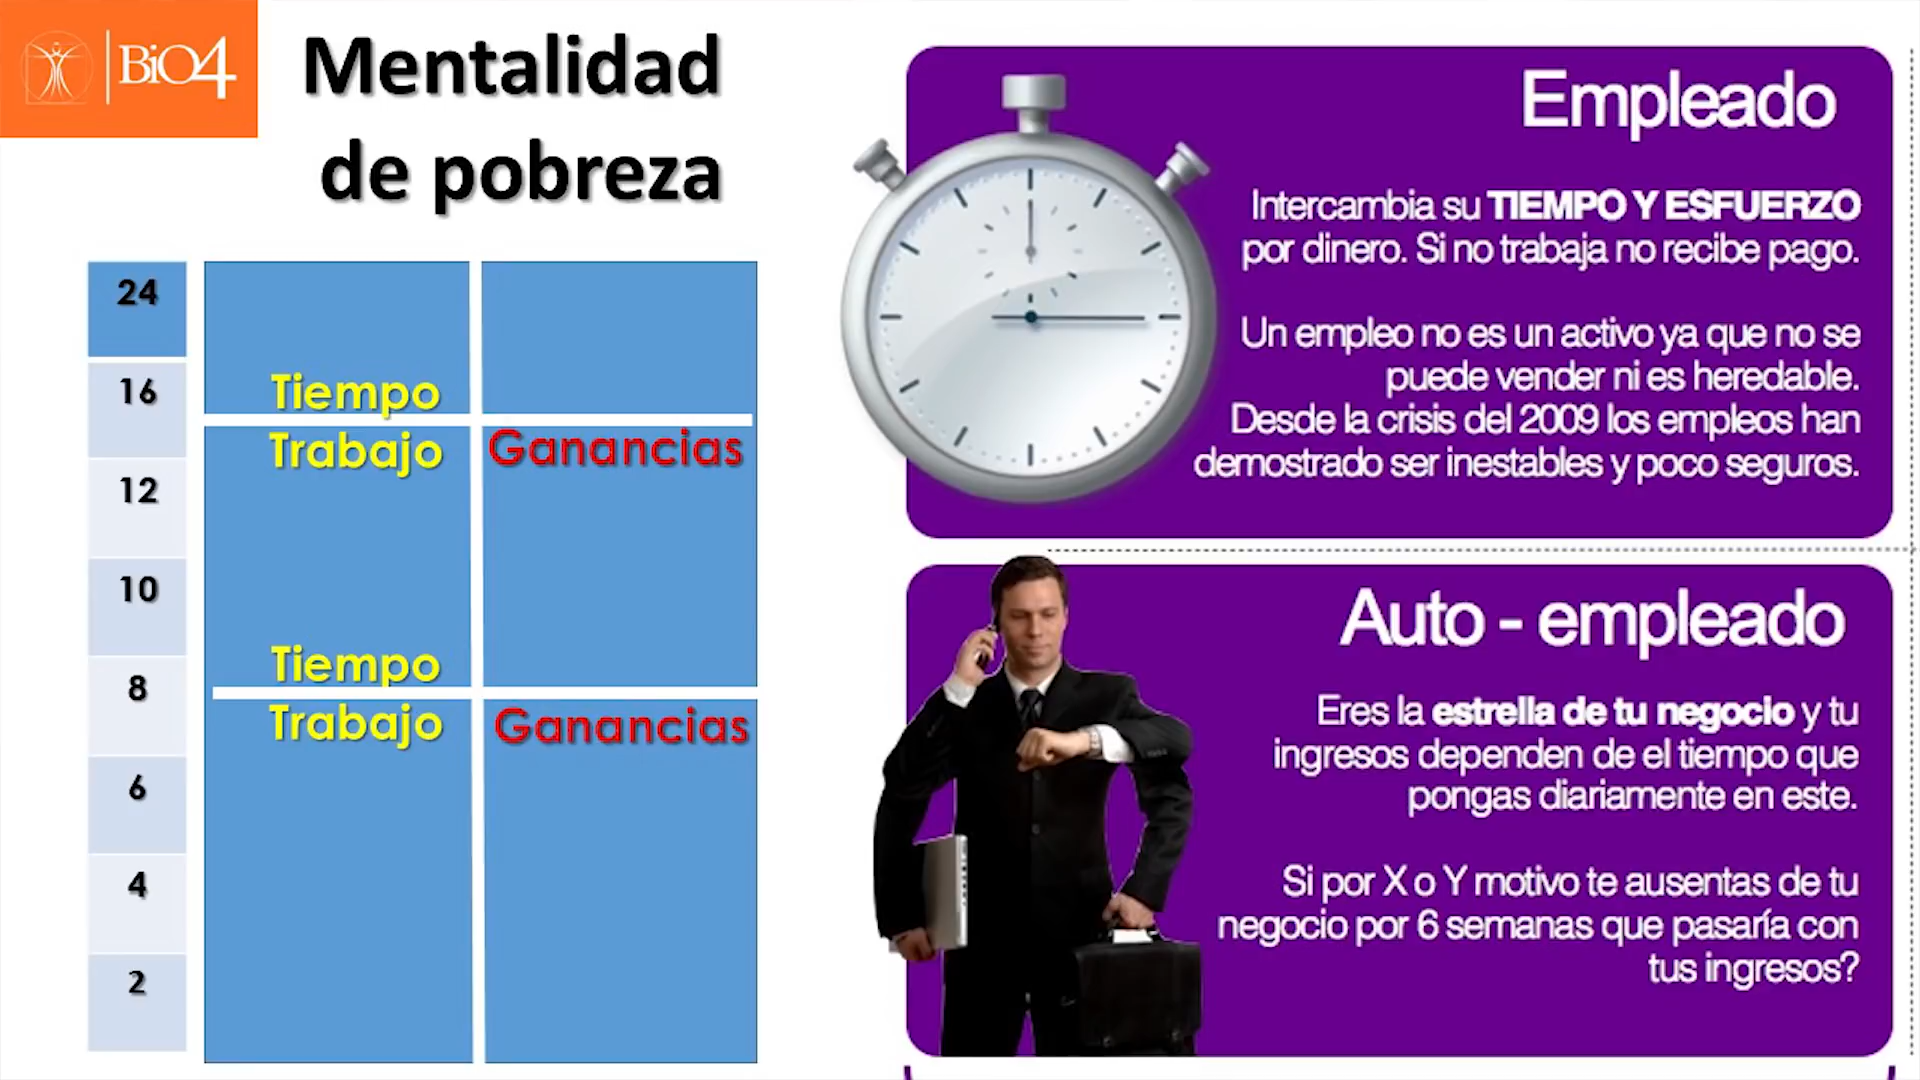 BiO4
Mentalidad
de pobreza
24
16
12
10
8
6
4
2
Tiempo
Trabajo
Ganancias
Tiempo
Trabajo
Ganancias
Empleado
Intercambia su TIEMPO Y ESFUERZO
por dinero. Si no trabaja no recibe pago.
Un empleo no es un activo ya que no se
puede vender ni es heredable.
Desde la crisis del 2009 los empleos han
demostrado ser inestables y poco seguros.
Auto - empleado
Eres la estrella de tu negocio y tu
ingresos dependen de el tiempo que
pongas diariamente en este.
Si por X o Y motivo te ausentas de tu
negocio por 6 semanas que pasaría con
tus ingresos?